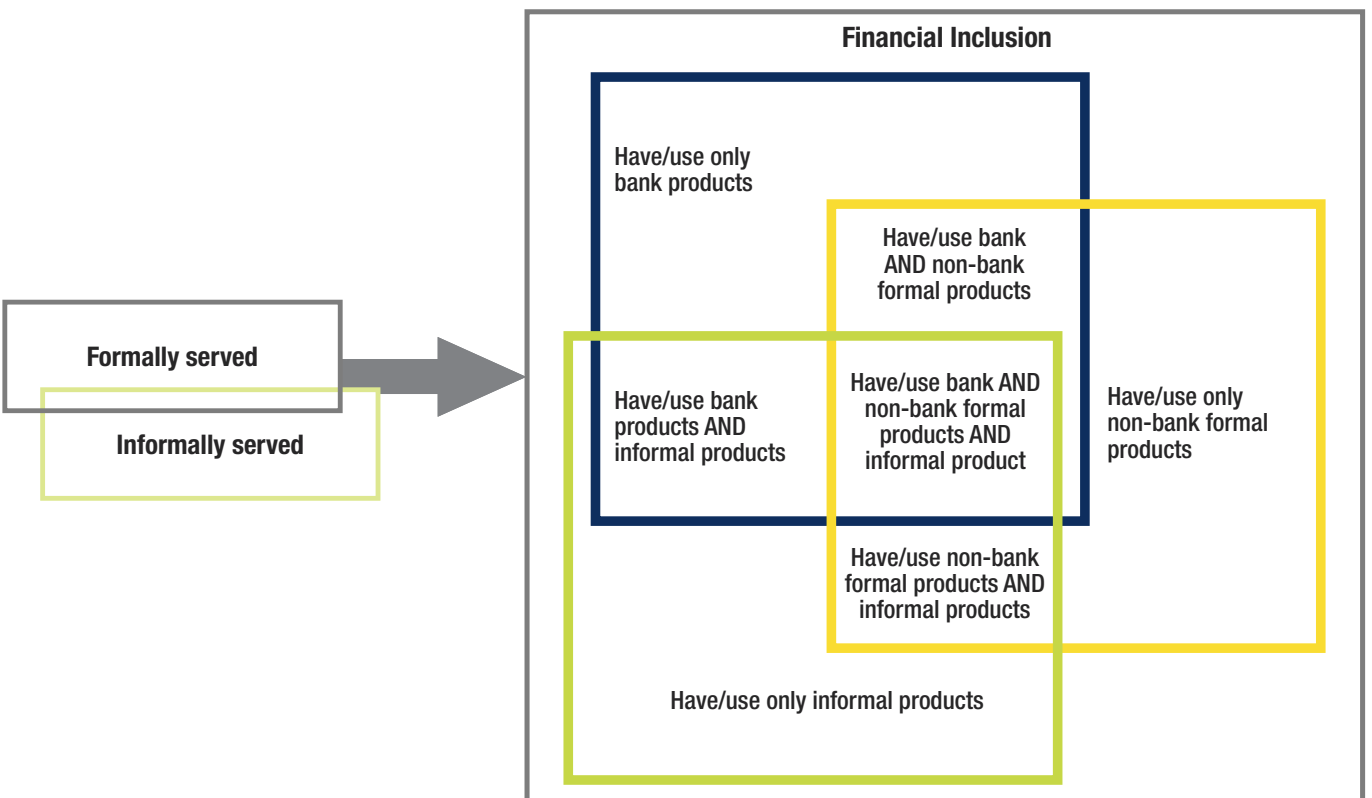 Financial Inclusion
Have/use only
bank products
Have/use bank
AND non-bank
formal products
Formally served
Informally served
Have/use bank
products AND
informal products
Have/use bank AND
non-bank formal
products AND
informal product
Have/use only
non-bank formal
products
Have/use non-bank
formal products AND
informal products
Have/use only informal products